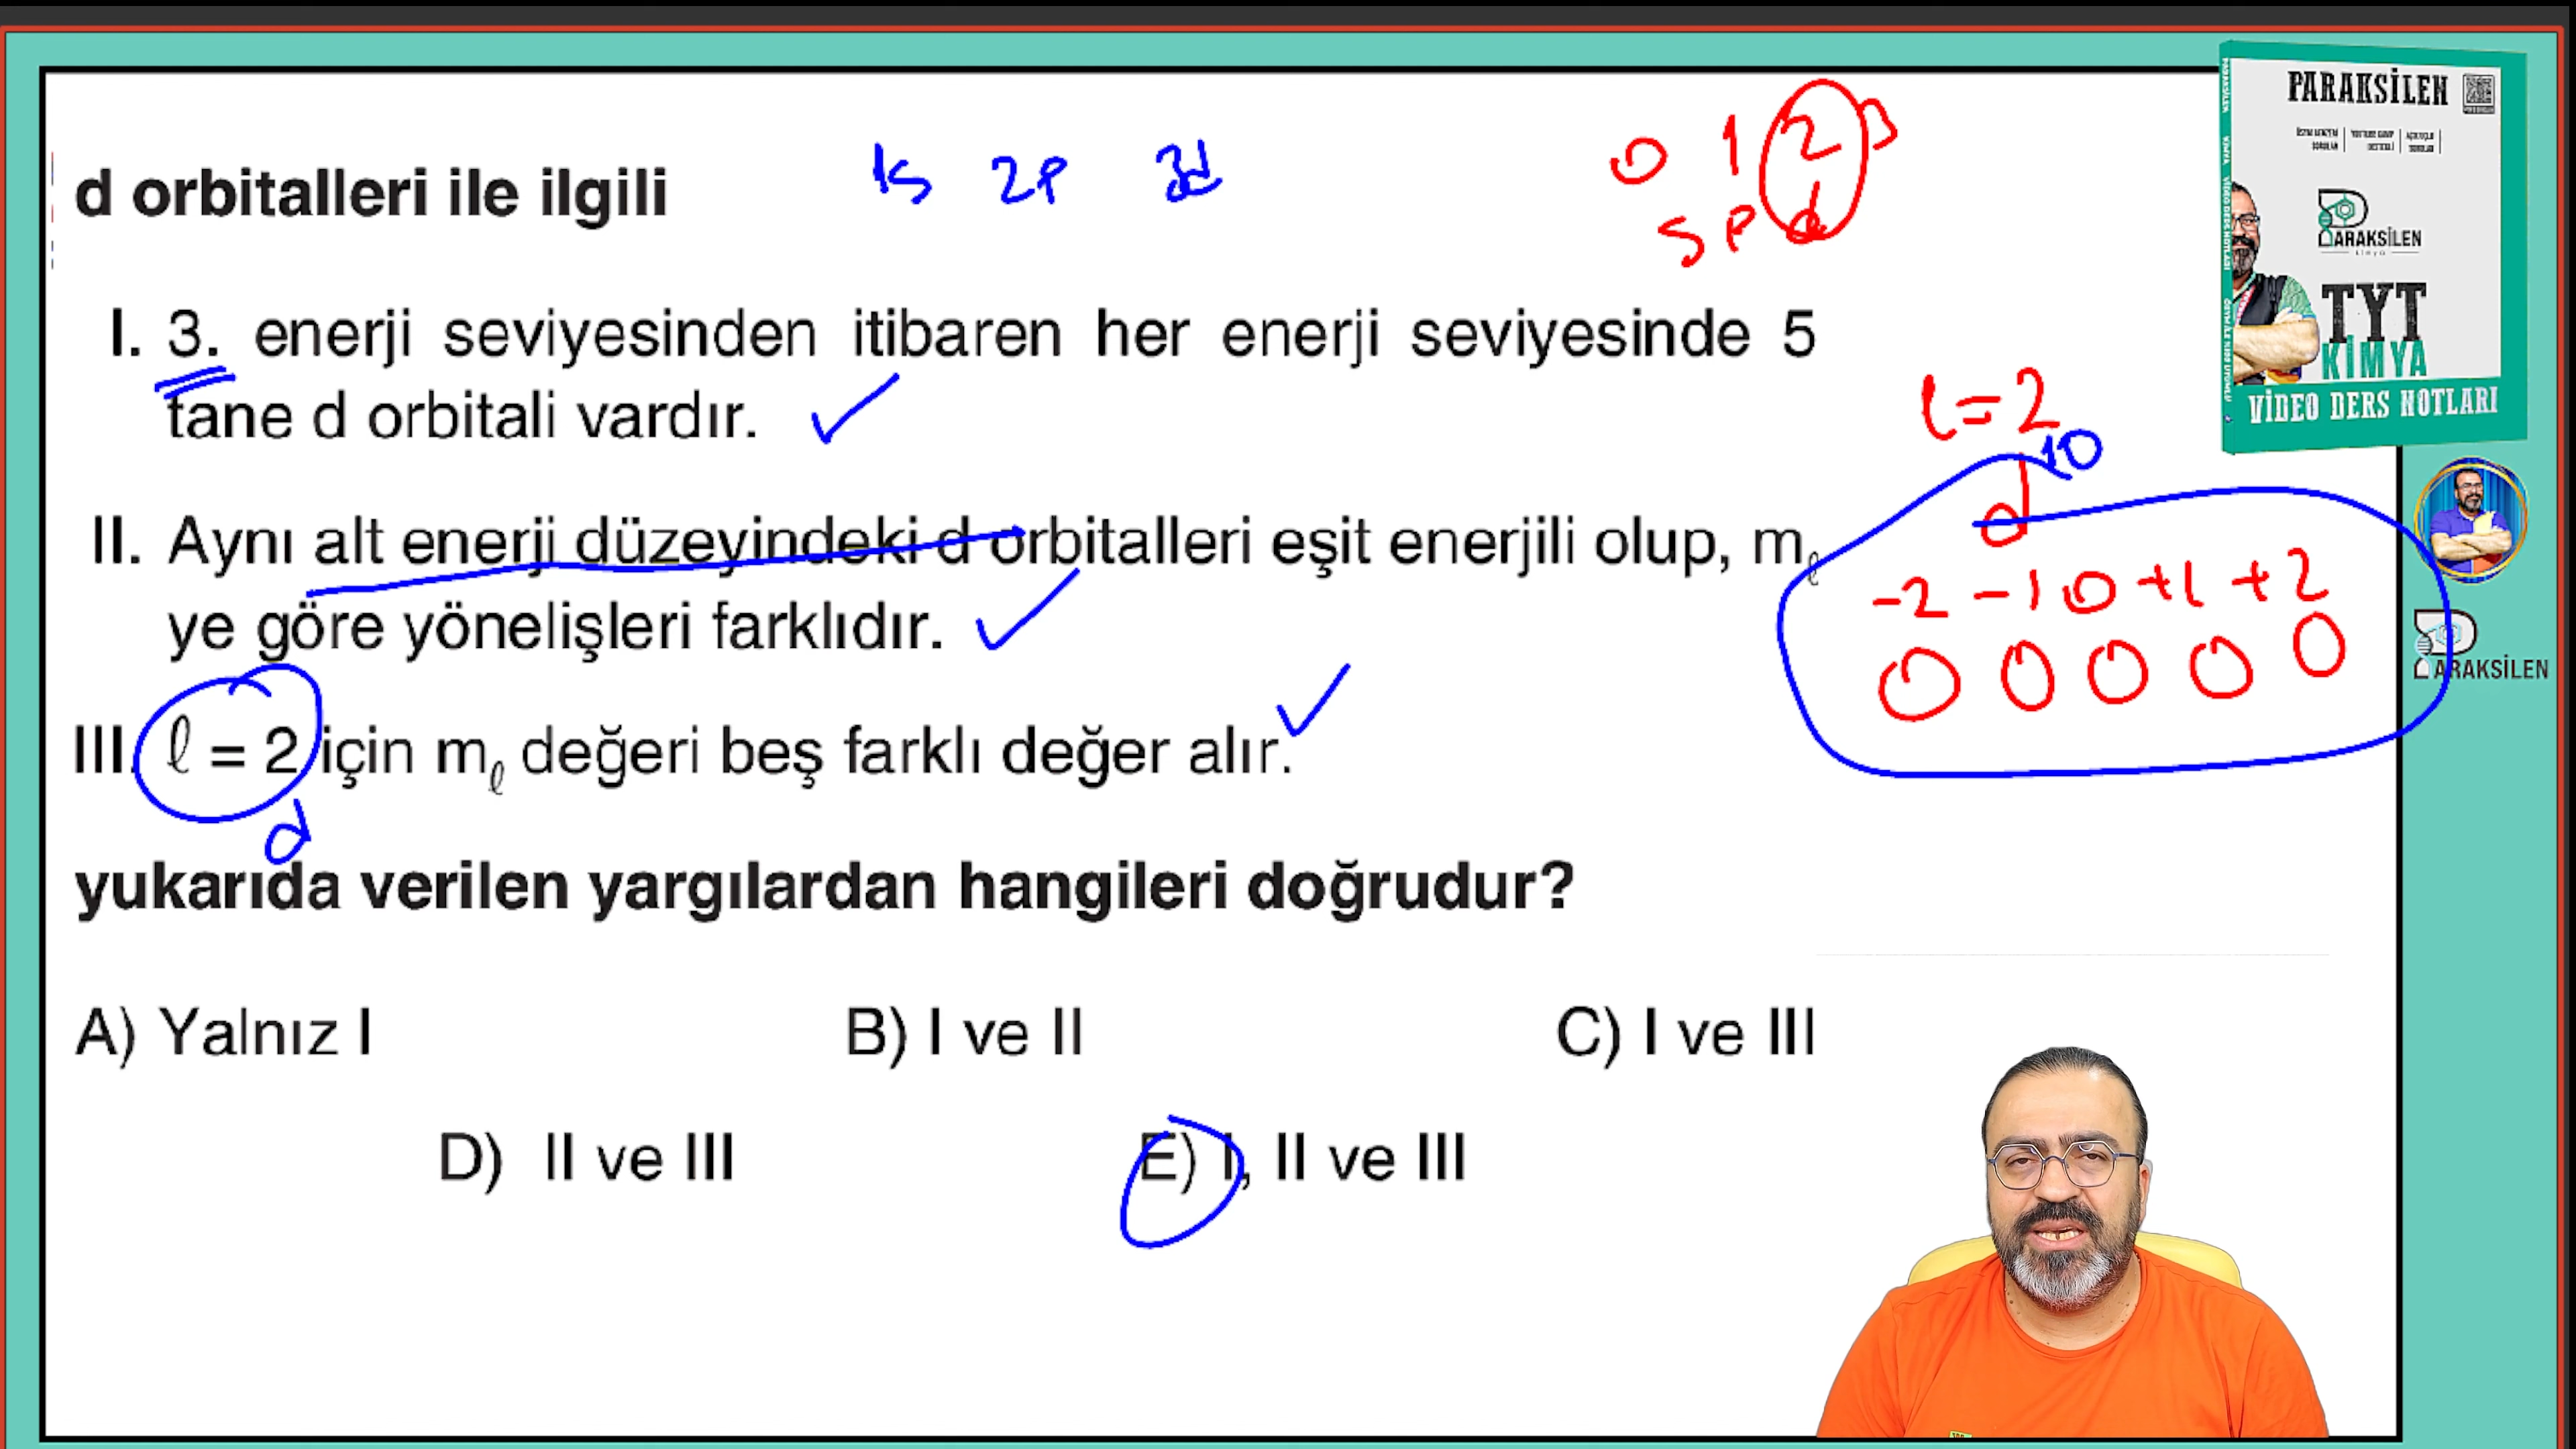 d orbitalleri ile ilgili
1s 2p 3d
0 1 2 3
s p d
I. 3. enerji seviyesinden itibaren her enerji seviyesinde 5
tane d orbitali vardır.
II. Aynı alt enerji düzeyindeki d orbitalleri eşit enerjili olup, mℓ
ye göre yönelişleri farklıdır.
III. ℓ = 2 için mℓ değeri beş farklı değer alır.
d
yukarıda verilen yargılardan hangileri doğrudur?
A) Yalnız I
B) I ve II
C) I ve III
D) II ve III
E) I, II ve III
l=2
d10
-2 -1 0 +1 +2
PARAKSİLEN
PARAKSİLEN
kimya
TYT
KİMYA
VİDEO DERS NOTLARI
PARAKSİLEN